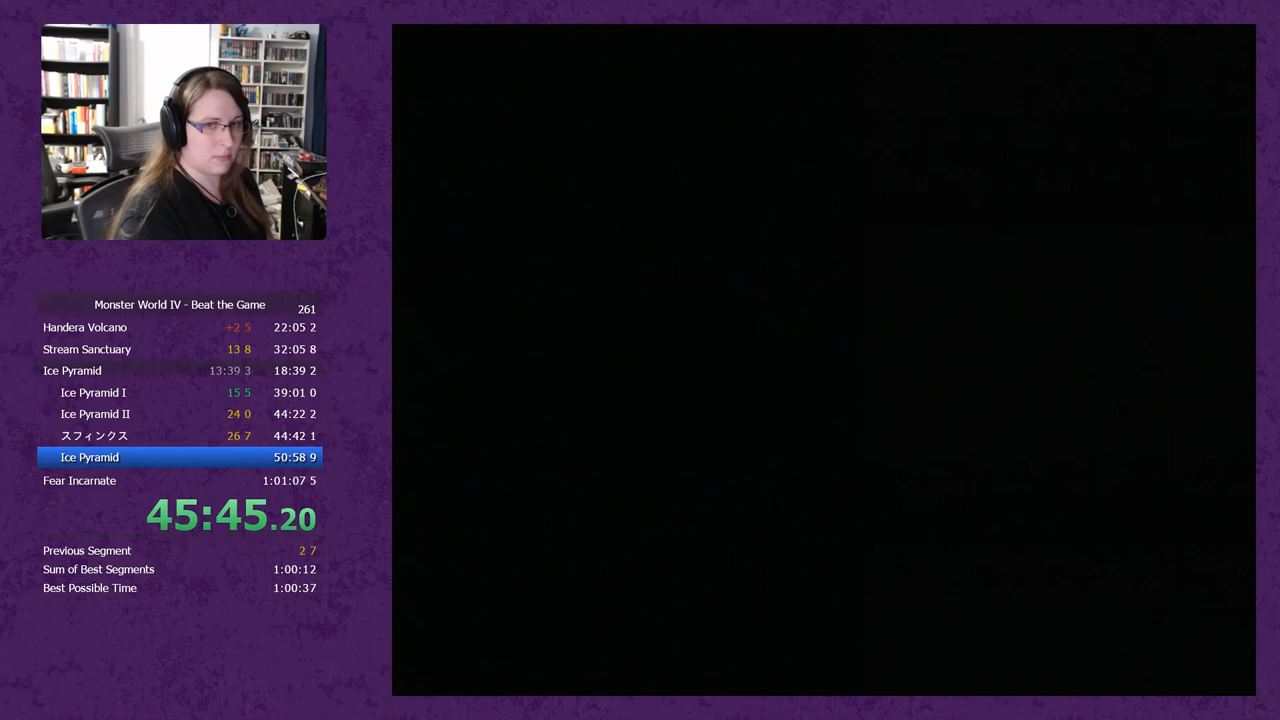 Monster World IV - Beat the Game
261
Handera Volcano +2 5 22:05 2
Stream Sanctuary 13 8 32:05 8
Ice Pyramid 13:39 3 18:39 2
Ice Pyramid I 15 5 39:01 0
Ice Pyramid II 24 0 44:22 2
スフィンクス 26 7 44:42 1
Ice Pyramid 50:58 9
Fear Incarnate 1:01:07 5
45:45.20
Previous Segment 2 7
Sum of Best Segments 1:00:12
Best Possible Time 1:00:37